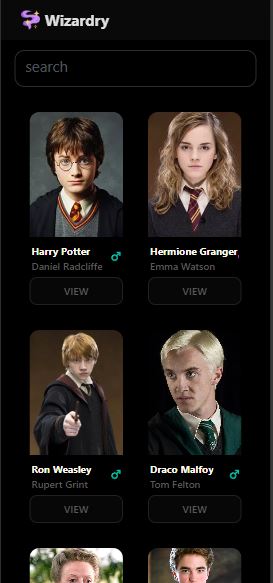 Wizardry
search
Harry Potter
Daniel Radcliffe
VIEW
Hermione Granger
Emma Watson
VIEW
Ron Weasley
Rupert Grint
VIEW
Draco Malfoy
Tom Felton
VIEW